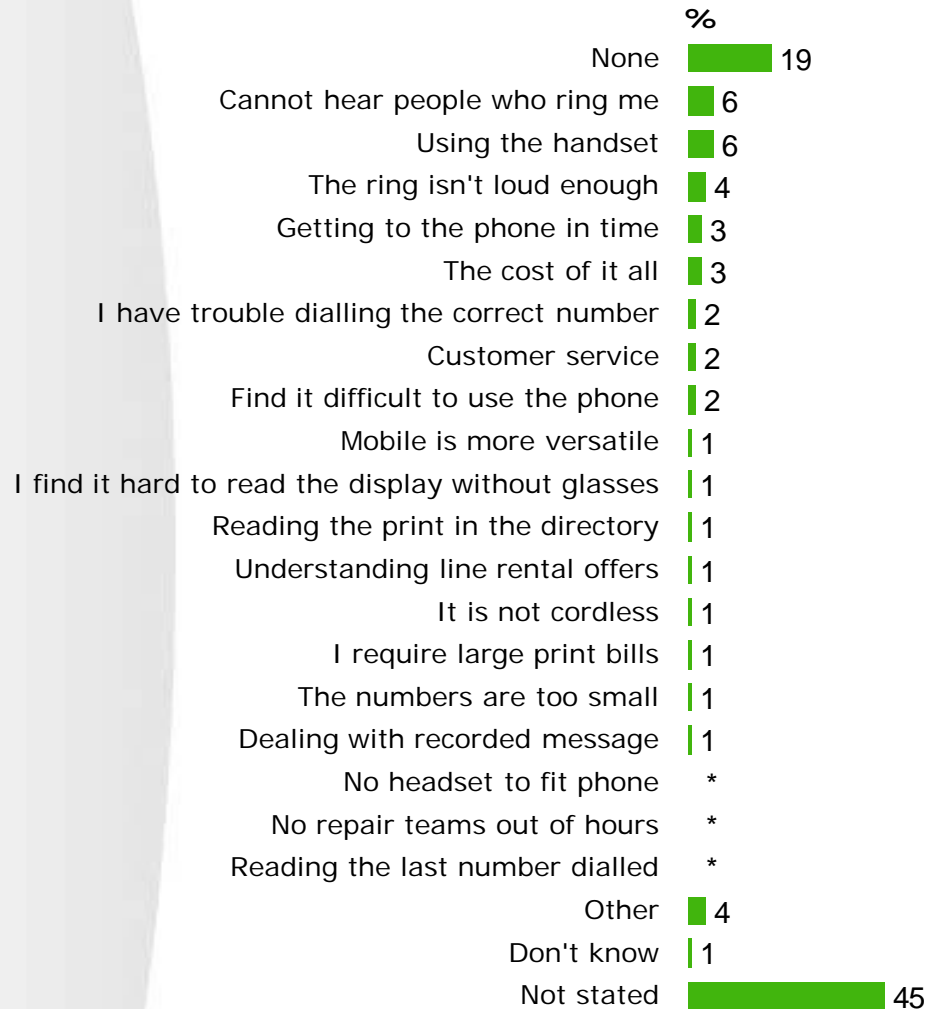 %
None 19
Cannot hear people who ring me 6
Using the handset 6
The ring isn't loud enough 4
Getting to the phone in time 3
The cost of it all 3
I have trouble dialling the correct number 2
Customer service 2
Find it difficult to use the phone 2
Mobile is more versatile 1
I find it hard to read the display without glasses 1
Reading the print in the directory 1
Understanding line rental offers 1
It is not cordless 1
I require large print bills 1
The numbers are too small 1
Dealing with recorded message 1
No headset to fit phone *
No repair teams out of hours *
Reading the last number dialled *
Other 4
Don't know 1
Not stated 45